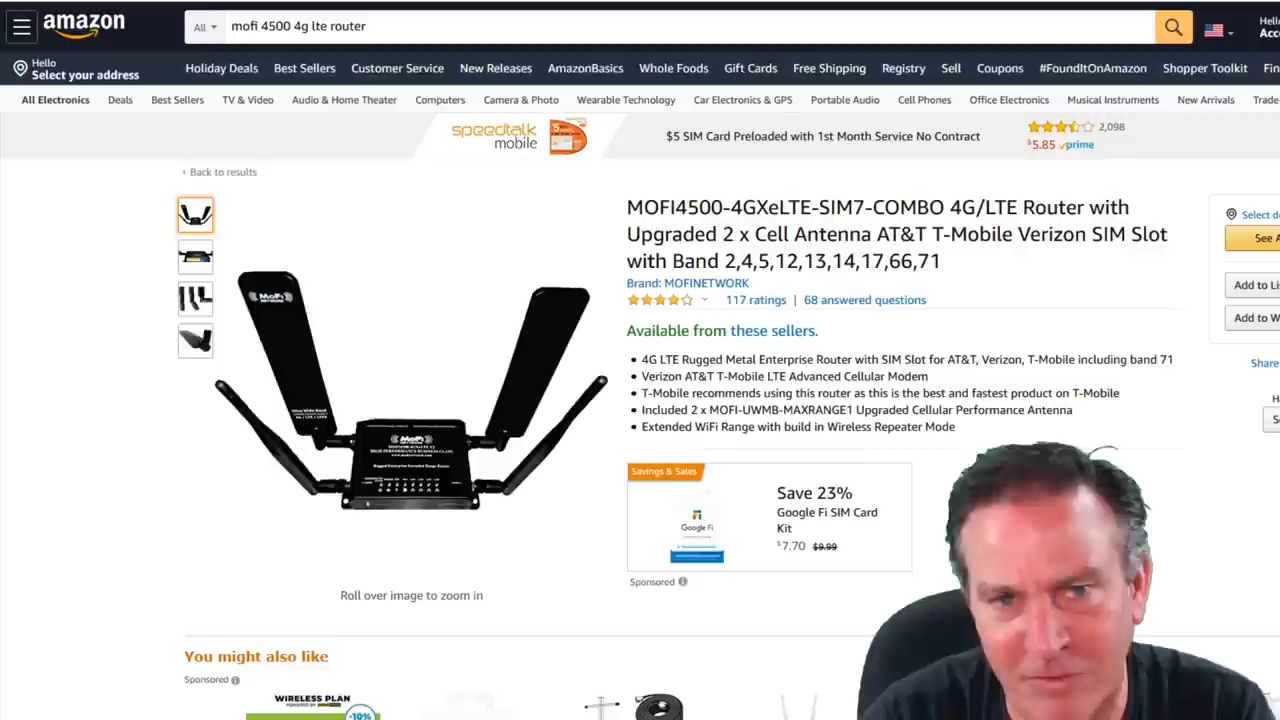 amazon
All
mofi 4500 4g lte router
Hello
Select your address
Holiday Deals Best Sellers Customer Service New Releases AmazonBasics Whole Foods Gift Cards Free Shipping Registry Sell Coupons #FoundItOnAmazon Shopper Toolkit
All Electronics Deals Best Sellers TV & Video Audio & Home Theater Computers Camera & Photo Wearable Technology Car Electronics & GPS Portable Audio Cell Phones Office Electronics Musical Instruments New Arrivals
speedtalk
mobile
$5 SIM Card Preloaded with 1st Month Service No Contract
2,098
$5.85 prime
‹ Back to results
MOFI4500-4GXeLTE-SIM7-COMBO 4G/LTE Router with
Upgraded 2 x Cell Antenna AT&T T-Mobile Verizon SIM Slot
with Band 2,4,5,12,13,14,17,66,71
Brand: MOFINETWORK
117 ratings | 68 answered questions
Available from these sellers.
• 4G LTE Rugged Metal Enterprise Router with SIM Slot for AT&T, Verizon, T-Mobile including band 71
• Verizon AT&T T-Mobile LTE Advanced Cellular Modem
• T-Mobile recommends using this router as this is the best and fastest product on T-Mobile
• Included 2 x MOFI-UWMB-MAXRANGE1 Upgraded Cellular Performance Antenna
• Extended WiFi Range with build in Wireless Repeater Mode
Select
See
Add to
Add to
Share
MoFi
MoFi
Savings & Sales
Google Fi
Save 23%
Google Fi SIM Card
Kit
$7.70 $9.99
Sponsored
Roll over image to zoom in
You might also like
Sponsored
WIRELESS PLAN
-10%